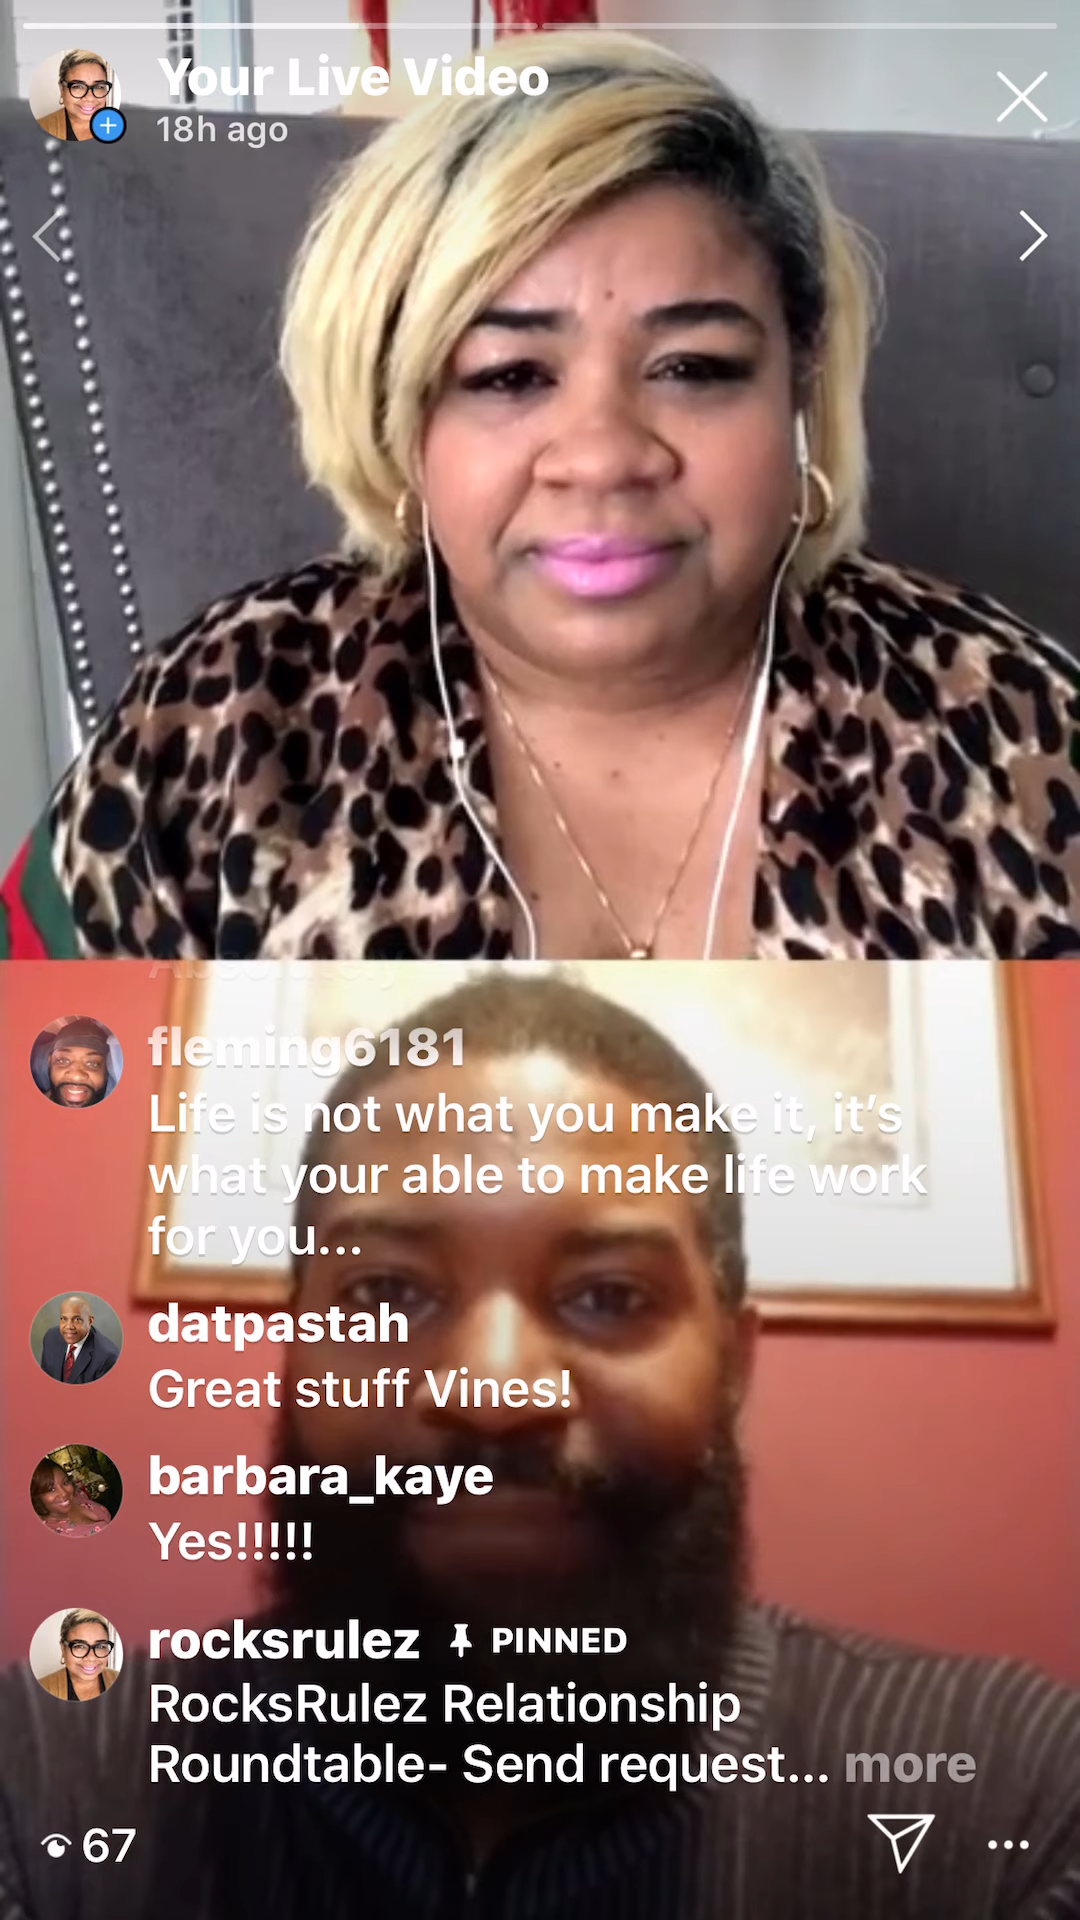 Your Live Video
18h ago
fleming6181
Life is not what you make it, it's
what your able to make life work
for you...
datpastah
Great stuff Vines!
barbara_kaye
Yes!!!!!
rocksrulez PINNED
RocksRulez Relationship
Roundtable- Send request... more
67